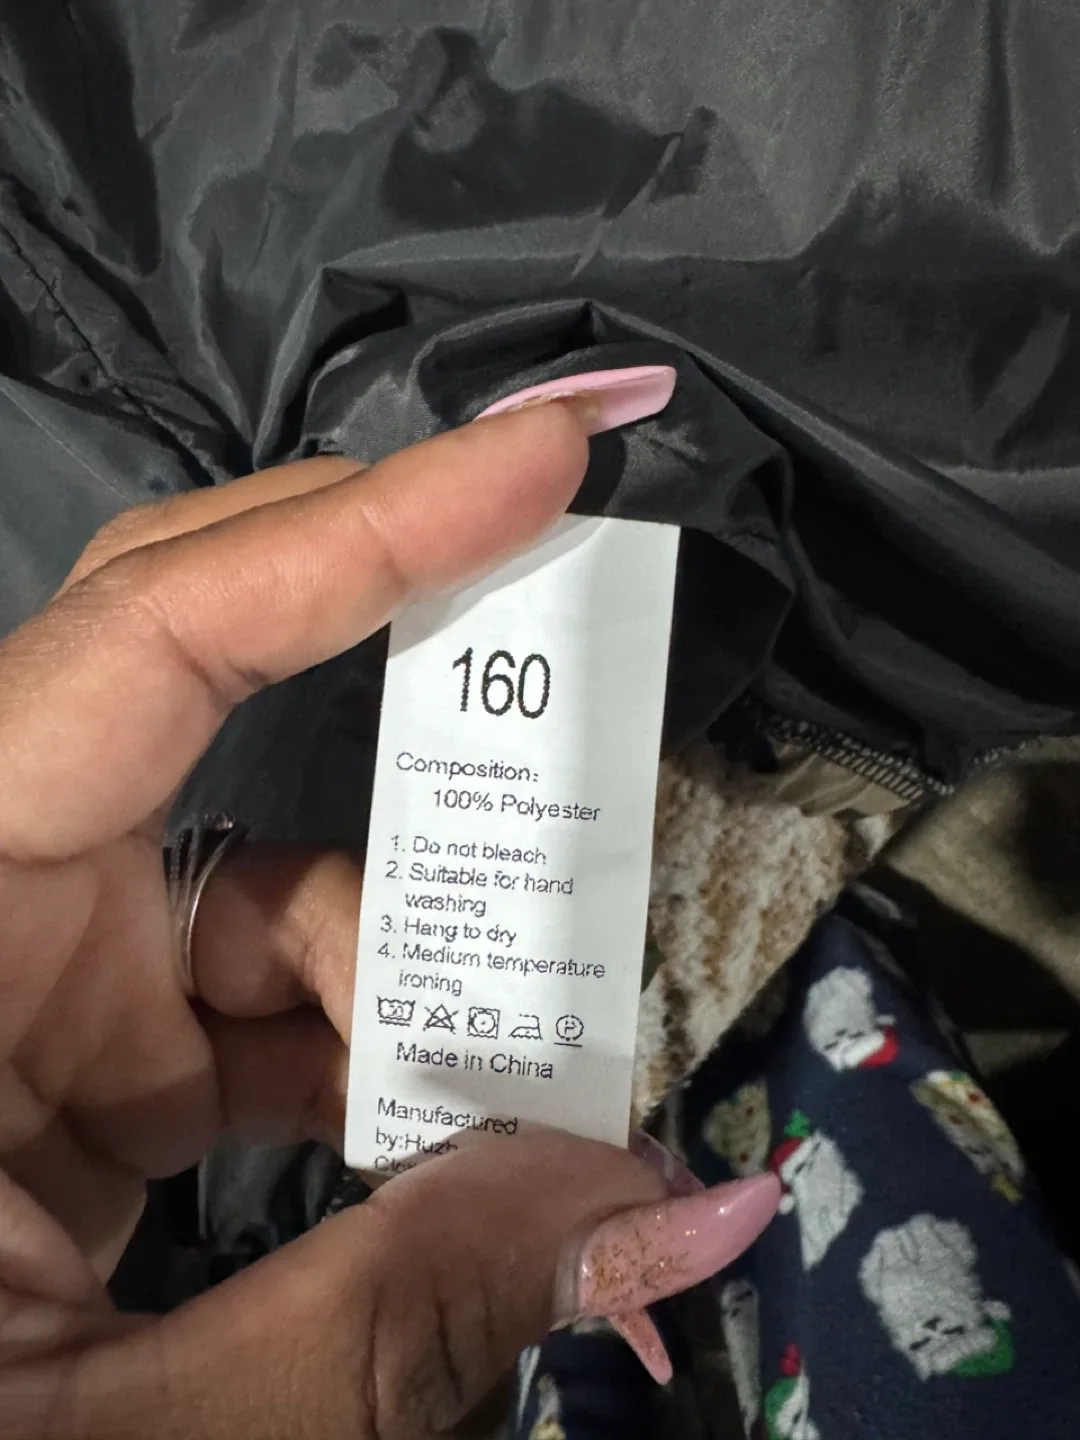 160
Composition:
100% Polyester
1. Do not bleach
2. Suitable for hand
washing
3. Hang to dry
4. Medium temperature
ironing
Made in China
Manufactured